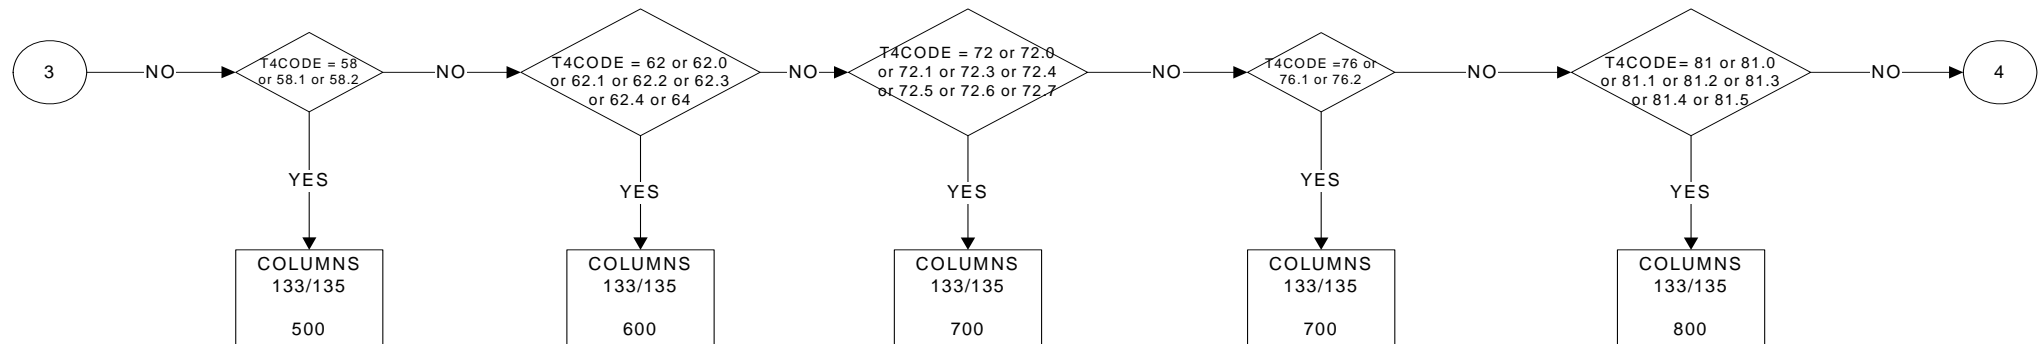 3
NO
T4CODE = 58
or 58.1 or 58.2
NO
T4CODE = 62 or 62.0
or 62.1 or 62.2 or 62.3
or 62.4 or 64
NO
T4CODE = 72 or 72.0
or 72.1 or 72.3 or 72.4
or 72.5 or 72.6 or 72.7
NO
T4CODE =76 or
76.1 or 76.2
NO
T4CODE= 81 or 81.0
or 81.1 or 81.2 or 81.3
or 81.4 or 81.5
NO
4
YES
YES
YES
YES
YES
COLUMNS
133/135
500
COLUMNS
133/135
600
COLUMNS
133/135
700
COLUMNS
133/135
700
COLUMNS
133/135
800